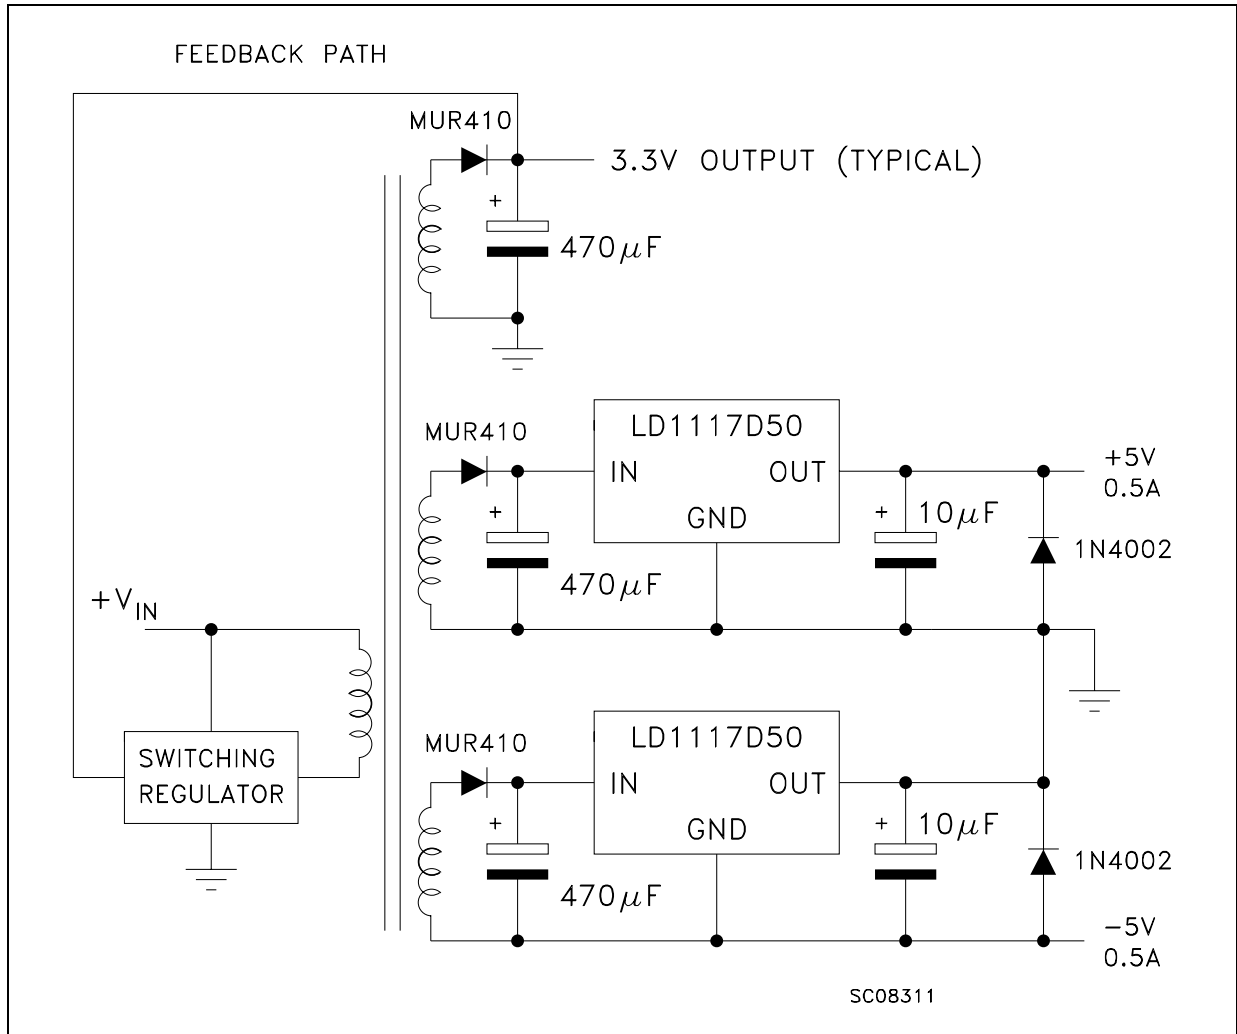 FEEDBACK PATH
MUR410
3.3V OUTPUT (TYPICAL)
+
470μF
LD1117D50
MUR410
IN
OUT
+5V
0.5A
GND
+
470μF
+
10μF
1N4002
+VIN
SWITCHING
REGULATOR
LD1117D50
MUR410
IN
OUT
GND
+
470μF
+
10μF
1N4002
-5V
0.5A
SC08311